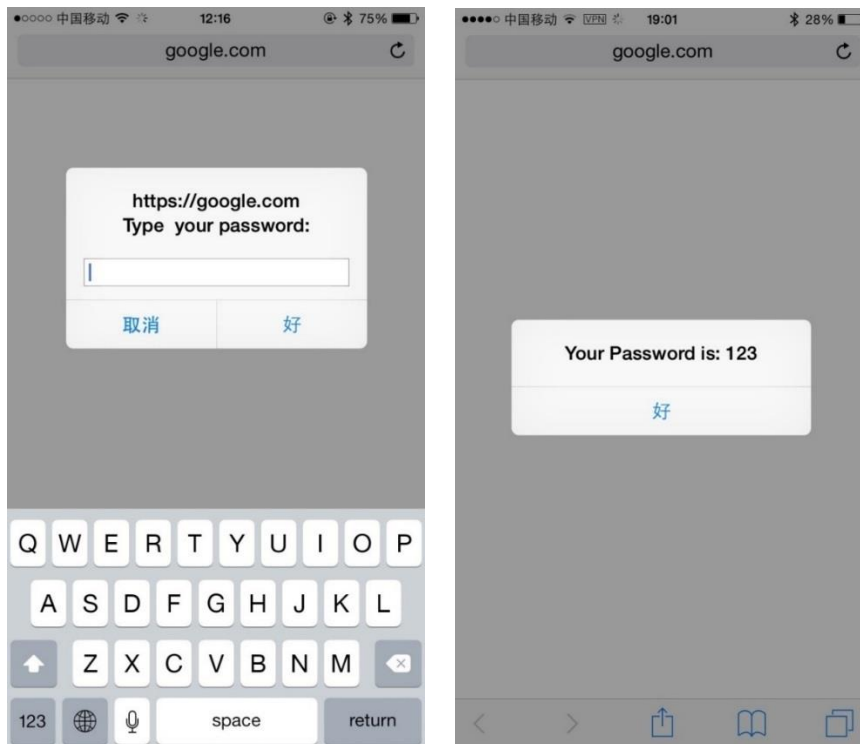 中国移动 12:16 75%
google.com
https://google.com
Type your password:
取消 好
Q W E R T Y U I O P
A S D F G H J K L
Z X C V B N M
123 space return
中国移动 VPN 19:01 28%
google.com
Your Password is: 123
好